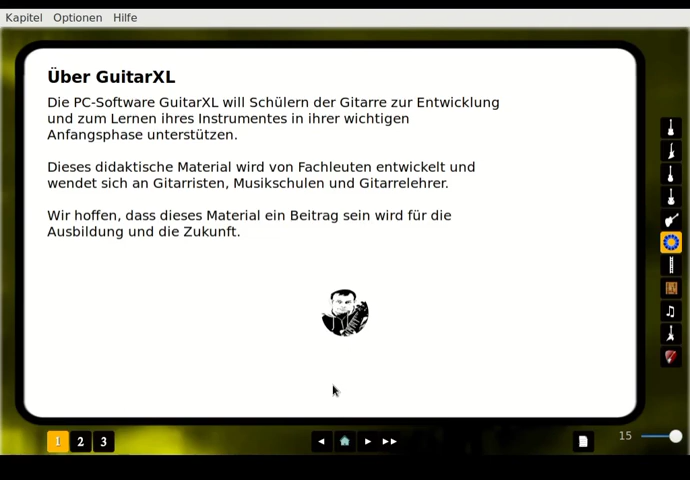 Kapitel Optionen Hilfe
Über GuitarXL
Die PC-Software GuitarXL will Schülern der Gitarre zur Entwicklung
und zum Lernen ihres Instrumentes in ihrer wichtigen
Anfangsphase unterstützen.
Dieses didaktische Material wird von Fachleuten entwickelt und
wendet sich an Gitarristen, Musikschulen und Gitarrelehrer.
Wir hoffen, dass dieses Material ein Beitrag sein wird für die
Ausbildung und die Zukunft.
1 2 3
15